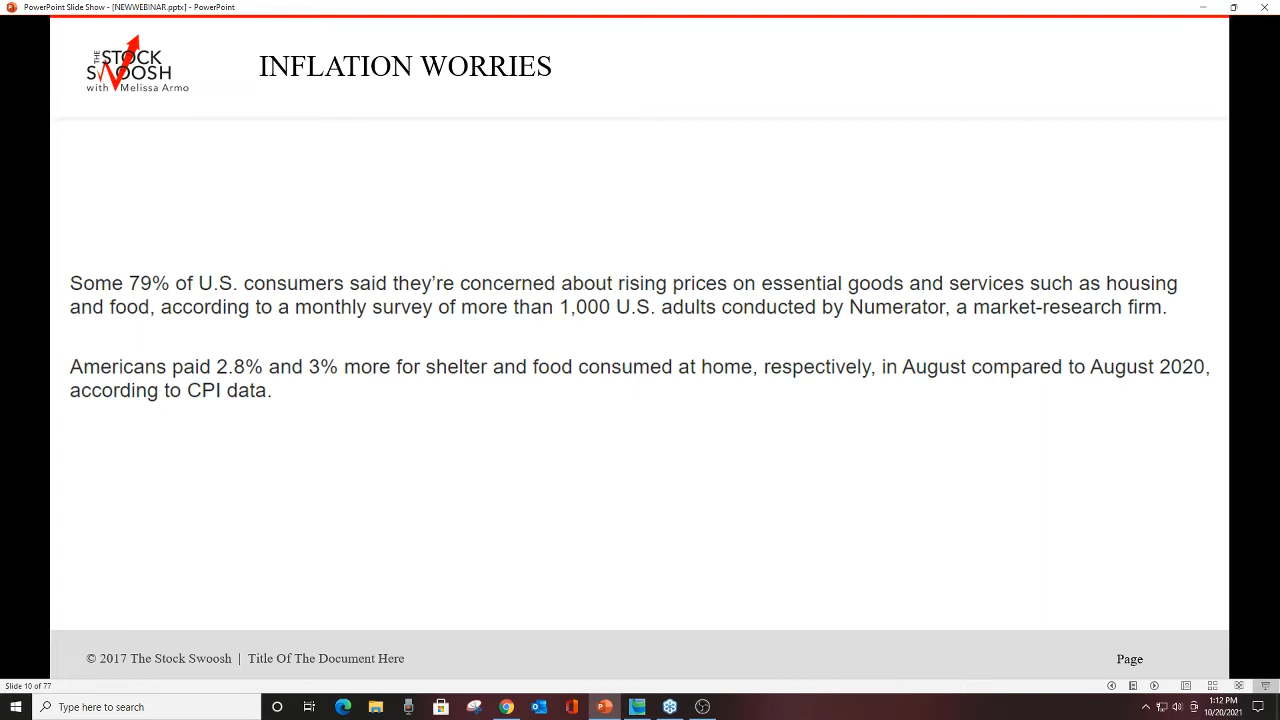 PowerPoint Slide Show - [NEWWEBINAR.pptx] - PowerPoint
THE STOCK
SWOOSH
with Melissa Armo
INFLATION WORRIES
Some 79% of U.S. consumers said they’re concerned about rising prices on essential goods and services such as housing
and food, according to a monthly survey of more than 1,000 U.S. adults conducted by Numerator, a market-research firm.
Americans paid 2.8% and 3% more for shelter and food consumed at home, respectively, in August compared to August 2020,
according to CPI data.
© 2017 The Stock Swoosh | Title Of The Document Here
Page
Slide 10 of 77
Type here to search
1:12 PM
10/20/2021